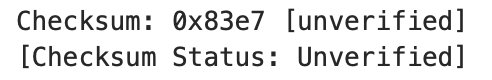 Checksum: 0x83e7 [unverified]
[Checksum Status: Unverified]